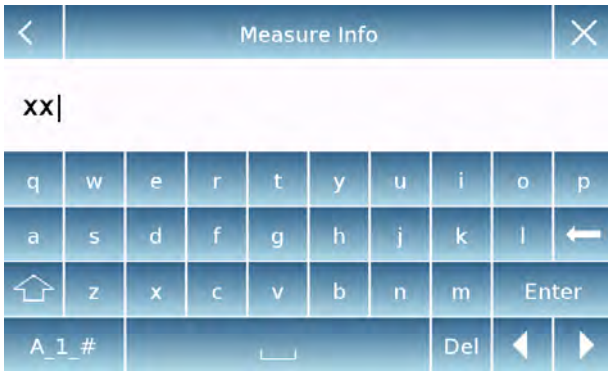 Measure Info
xx
q w e r t y u i o p
a s d f g h j k l
z x c v b n m Enter
A_1_# Del